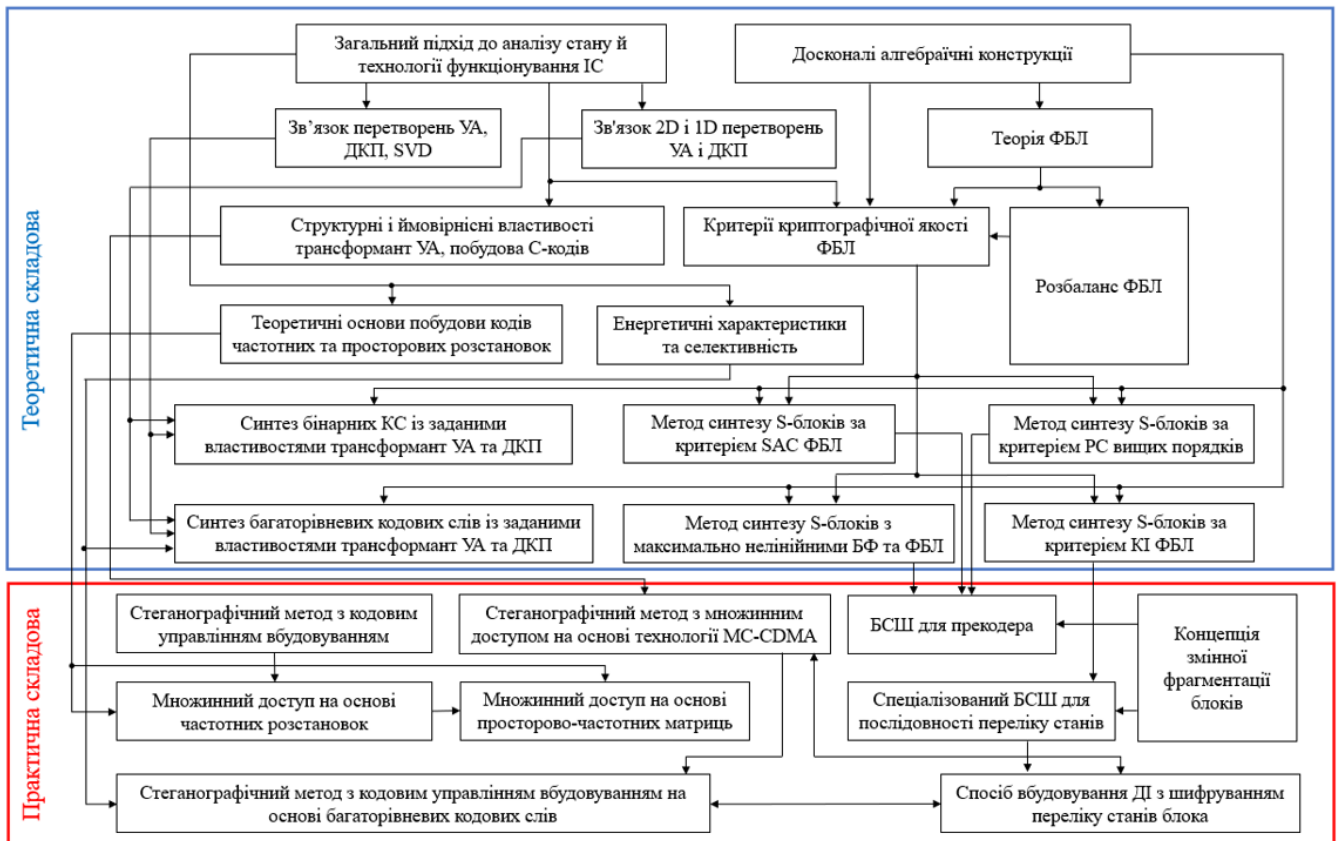 Теоретична складова
Загальний підхід до аналізу стану й
технології функціонування ІС
Досконалі алгебраїчні конструкції
Зв’язок перетворень УА,
ДКП, SVD
Зв'язок 2D і 1D перетворень
УА і ДКП
Теорія ФБЛ
Структурні і ймовірнісні властивості
трансформант УА, побудова С-кодів
Критерії криптографічної якості
ФБЛ
Розбаланс ФБЛ
Теоретичні основи побудови кодів
частотних та просторових розстановок
Енергетичні характеристики
та селективність
Синтез бінарних КС із заданими
властивостями трансформант УА та ДКП
Метод синтезу S-блоків за
критерієм SAC ФБЛ
Метод синтезу S-блоків за
критерієм PC вищих порядків
Синтез багаторівневих кодових слів із заданими
властивостями трансформант УА та ДКП
Метод синтезу S-блоків з
максимально нелінійними БФ та ФБЛ
Метод синтезу S-блоків за
критерієм КІ ФБЛ
Практична складова
Стеганографічний метод з кодовим
управлінням вбудовуванням
Стеганографічний метод з множинним
доступом на основі технології MC-CDMA
БСШ для прекодера
Концепція
змінної
фрагментації
блоків
Множинний доступ на основі
частотних розстановок
Множинний доступ на основі
просторово-частотних матриць
Спеціалізований БСШ для
послідовності переліку станів
Стеганографічний метод з кодовим управлінням вбудовуванням на
основі багаторівневих кодових слів
Спосіб вбудовування ДІ з шифруванням
переліку станів блока